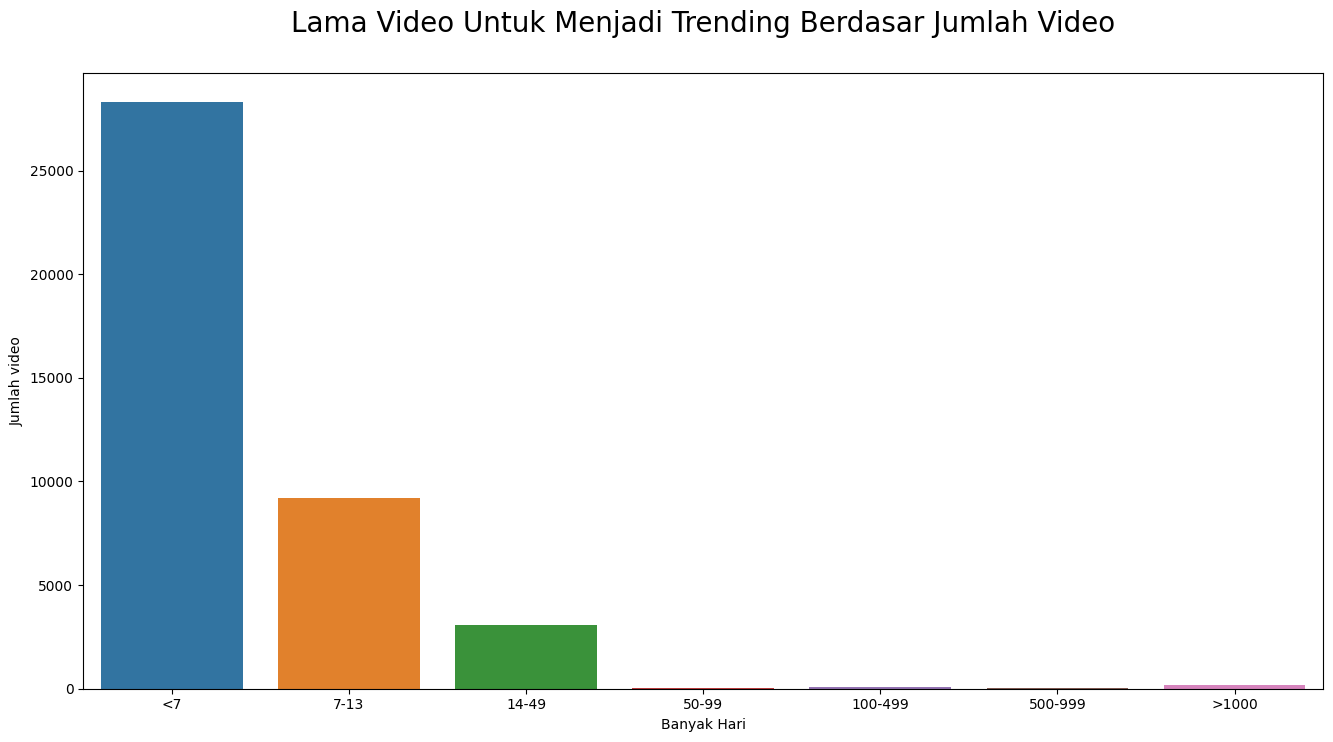 Lama Video Untuk Menjadi Trending Berdasar Jumlah Video
25000
20000
15000
10000
5000
0
Jumlah video
<7 7-13 14-49 50-99 100-499 500-999 >1000
Banyak Hari